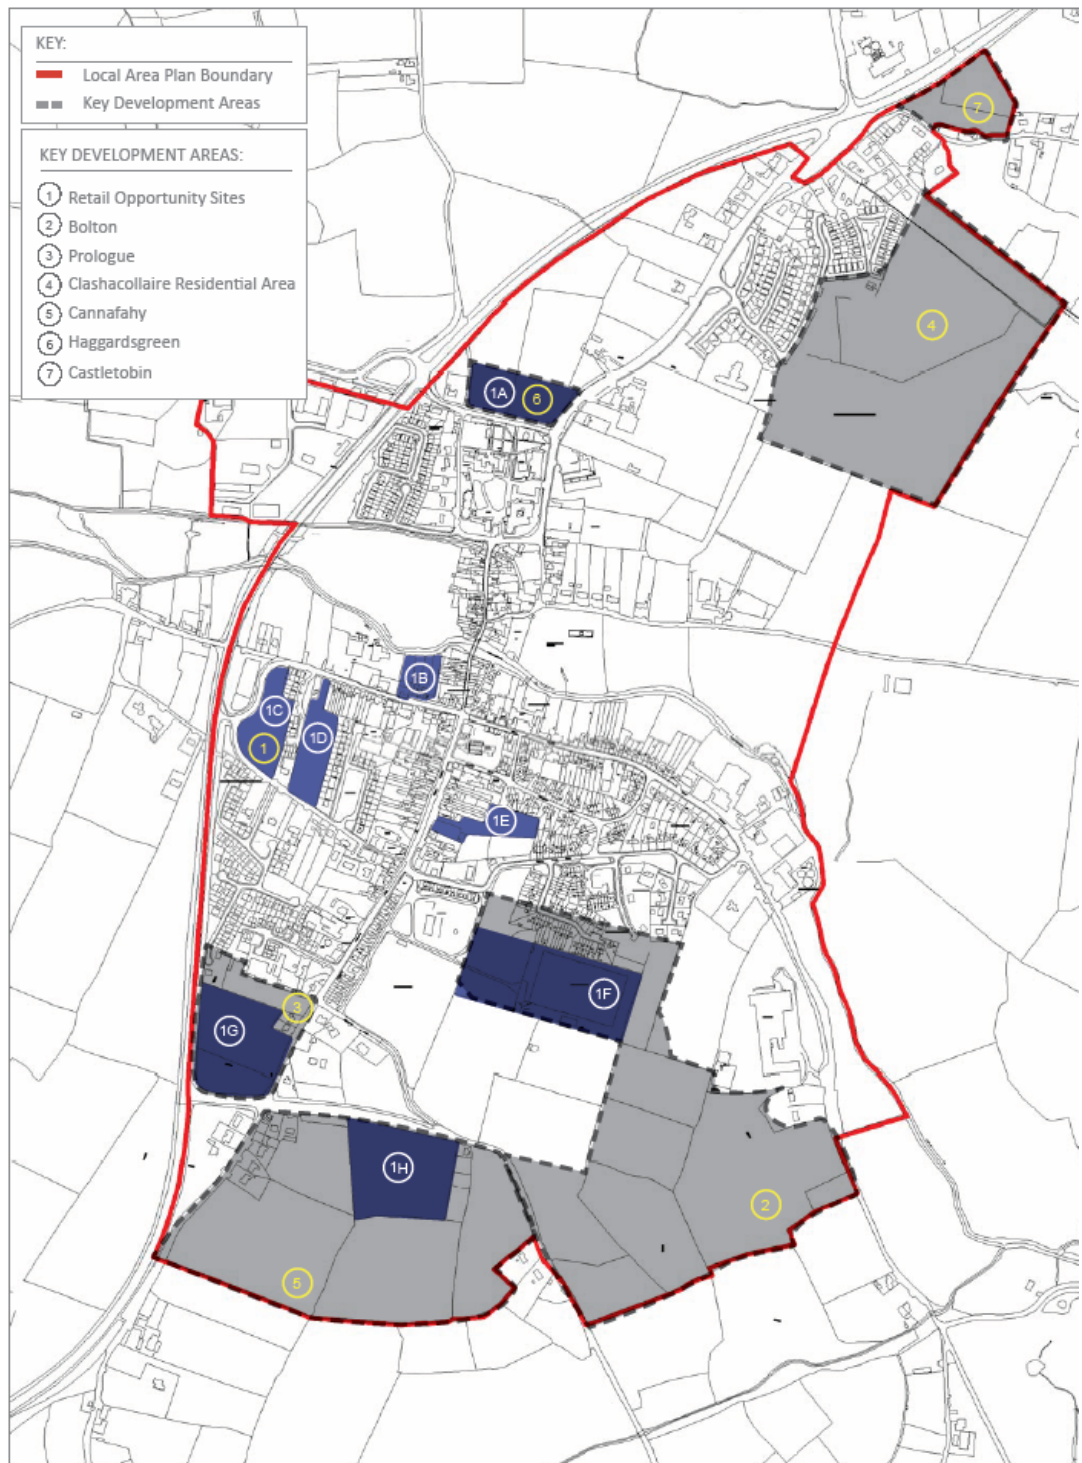 KEY:
Local Area Plan Boundary
Key Development Areas
KEY DEVELOPMENT AREAS:
1 Retail Opportunity Sites
2 Bolton
3 Prologue
4 Clashacollaire Residential Area
5 Cannafahy
6 Haggardsgreen
7 Castletobin
7
4
1A 6
1B
1C
1D
1
1E
1F
3
1G
1H
2
5